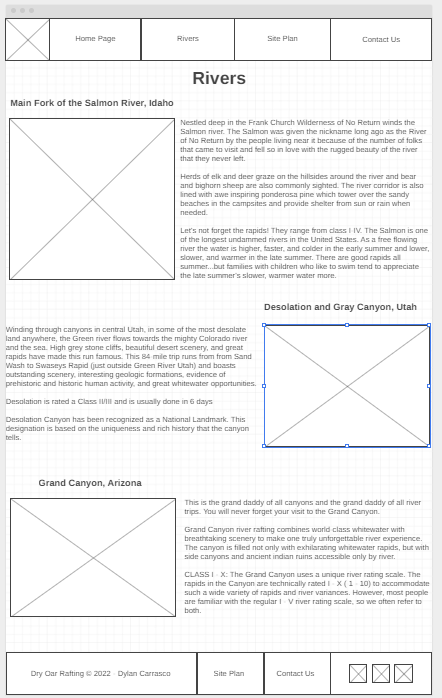 Home Page
Rivers
Site Plan
Contact Us
Rivers
Main Fork of the Salmon River, Idaho
Nestled deep in the Frank Church Wilderness of No Return winds the
Salmon river. The Salmon was given the nickname long ago as the River
of No Return by the people living near it because of the number of folks
that came to visit and fell so in love with the rugged beauty of the river
that they never left.
Herds of elk and deer graze on the hillsides around the river and bear
and bighorn sheep are also commonly sighted. The river corridor is also
lined with awe inspiring ponderosa pine which tower over the sandy
beaches in the campsites and provide shelter from sun or rain when
needed.
Let's not forget the rapids! They range from class I-IV. The Salmon is one
of the longest undammed rivers in the United States. As a free flowing
river the water is higher, faster, and colder in the early summer and lower,
slower, and warmer in the late summer. There are good rapids all
summer...but families with children who like to swim tend to appreciate
the late summer's slower, warmer water more.
Desolation and Gray Canyon, Utah
Winding through canyons in central Utah, in some of the most desolate
land anywhere, the Green river flows towards the mighty Colorado river
and the sea. High grey stone cliffs, beautiful desert scenery, and great
rapids have made this run famous. This 84 mile trip runs from from Sand
Wash to Swaseys Rapid (just outside Green River Utah) and boasts
outstanding scenery, interesting geologic formations, evidence of
prehistoric and historic human activity, and great whitewater opportunities.
Desolation is rated a Class II/III and is usually done in 6 days
Desolation Canyon has been recognized as a National Landmark. This
designation is based on the uniqueness and rich history that the canyon
tells.
Grand Canyon, Arizona
This is the grand daddy of all canyons and the grand daddy of all river
trips. You will never forget your visit to the Grand Canyon.
Grand Canyon river rafting combines world-class whitewater with
breathtaking scenery to make one truly unforgettable river experience.
The canyon is filled not only with exhilarating whitewater rapids, but with
side canyons and ancient indian ruins accessible only by river.
CLASS I - X: The Grand Canyon uses a unique river rating scale. The
rapids in the Canyon are technically rated I - X ( 1 - 10) to accommodate
such a wide variety of rapids and river variances. However, most people
are familiar with the regular I - V river rating scale, so we often refer to
both.
Dry Oar Rafting © 2022 · Dylan Carrasco
Site Plan
Contact Us